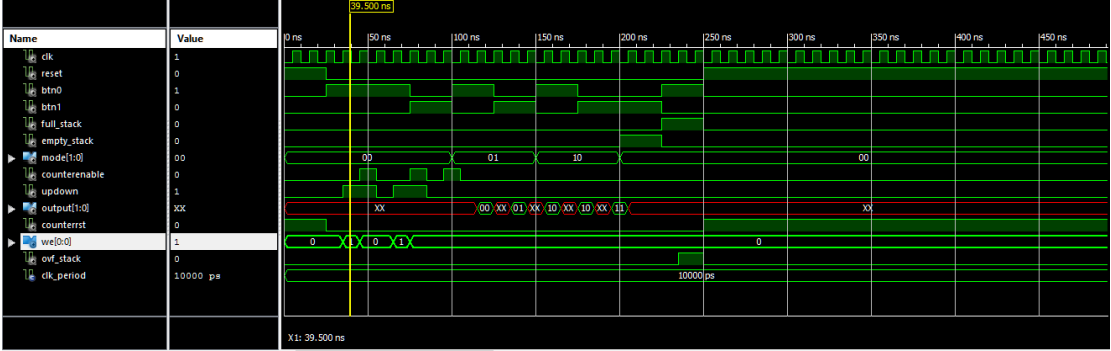 39.500 ns
Name Value 0 ns 50 ns 100 ns 150 ns 200 ns 250 ns 300 ns 350 ns 400 ns 450 ns
clk 1
reset 0
btn0 1
btn1 0
full_stack 0
empty_stack 0
mode[1:0] 00 00 01 10 00
counterenable 0
updown 1
output[1:0] XX XX 00 XX 01 XX 10 XX 10 XX 11 XX
counterrst 0
we[0:0] 1 0 1 0 1 0
ovf_stack 0
clk_period 10000 ps 10000 ps
X1: 39.500 ns